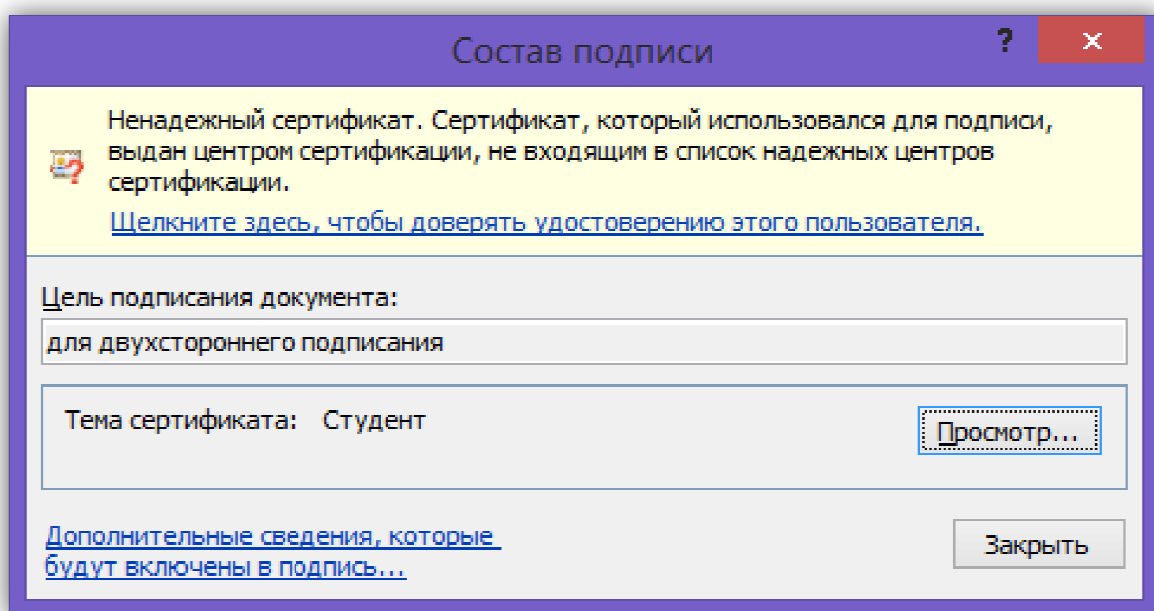 Состав подписи
?
Ненадежный сертификат. Сертификат, который использовался для подписи,
выдан центром сертификации, не входящим в список надежных центров
сертификации.
Щелкните здесь, чтобы доверять удостоверению этого пользователя.
Цель подписания документа:
для двухстороннего подписания
Тема сертификата: Студент
Просмотр...
Дополнительные сведения, которые
будут включены в подпись...
Закрыть